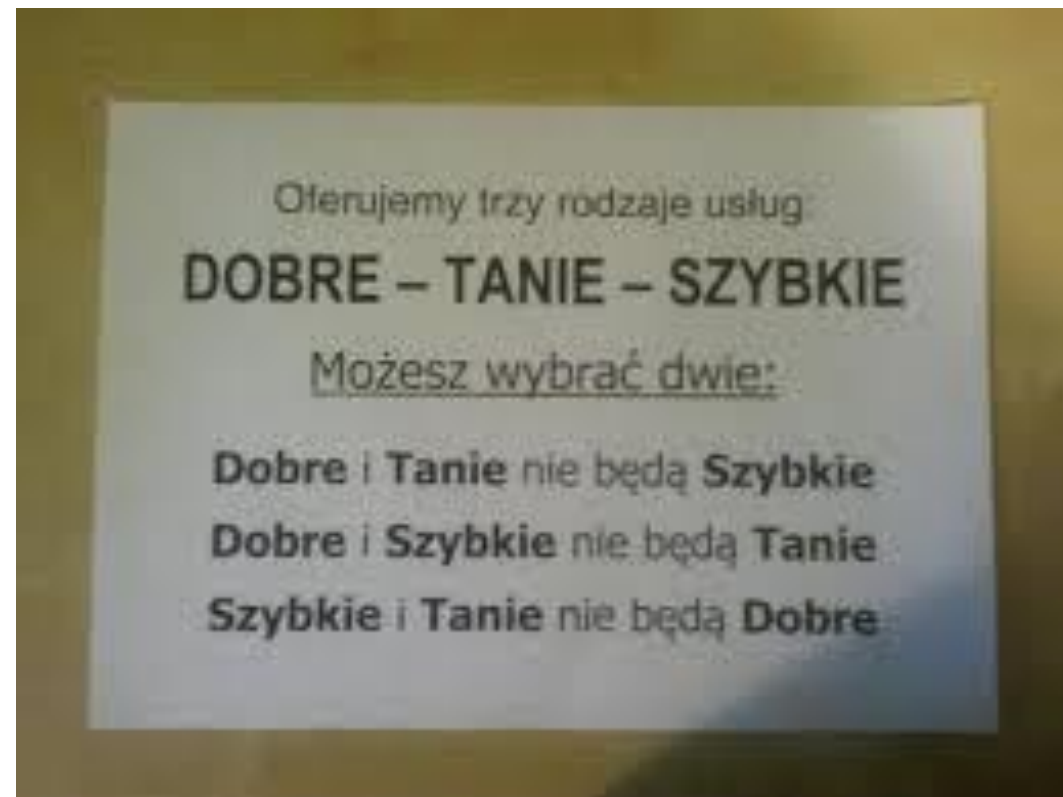 Oferujemy trzy rodzaje usług:
DOBRE – TANIE – SZYBKIE
Możesz wybrać dwie:
Dobre i Tanie nie będą Szybkie
Dobre i Szybkie nie będą Tanie
Szybkie i Tanie nie będą Dobre